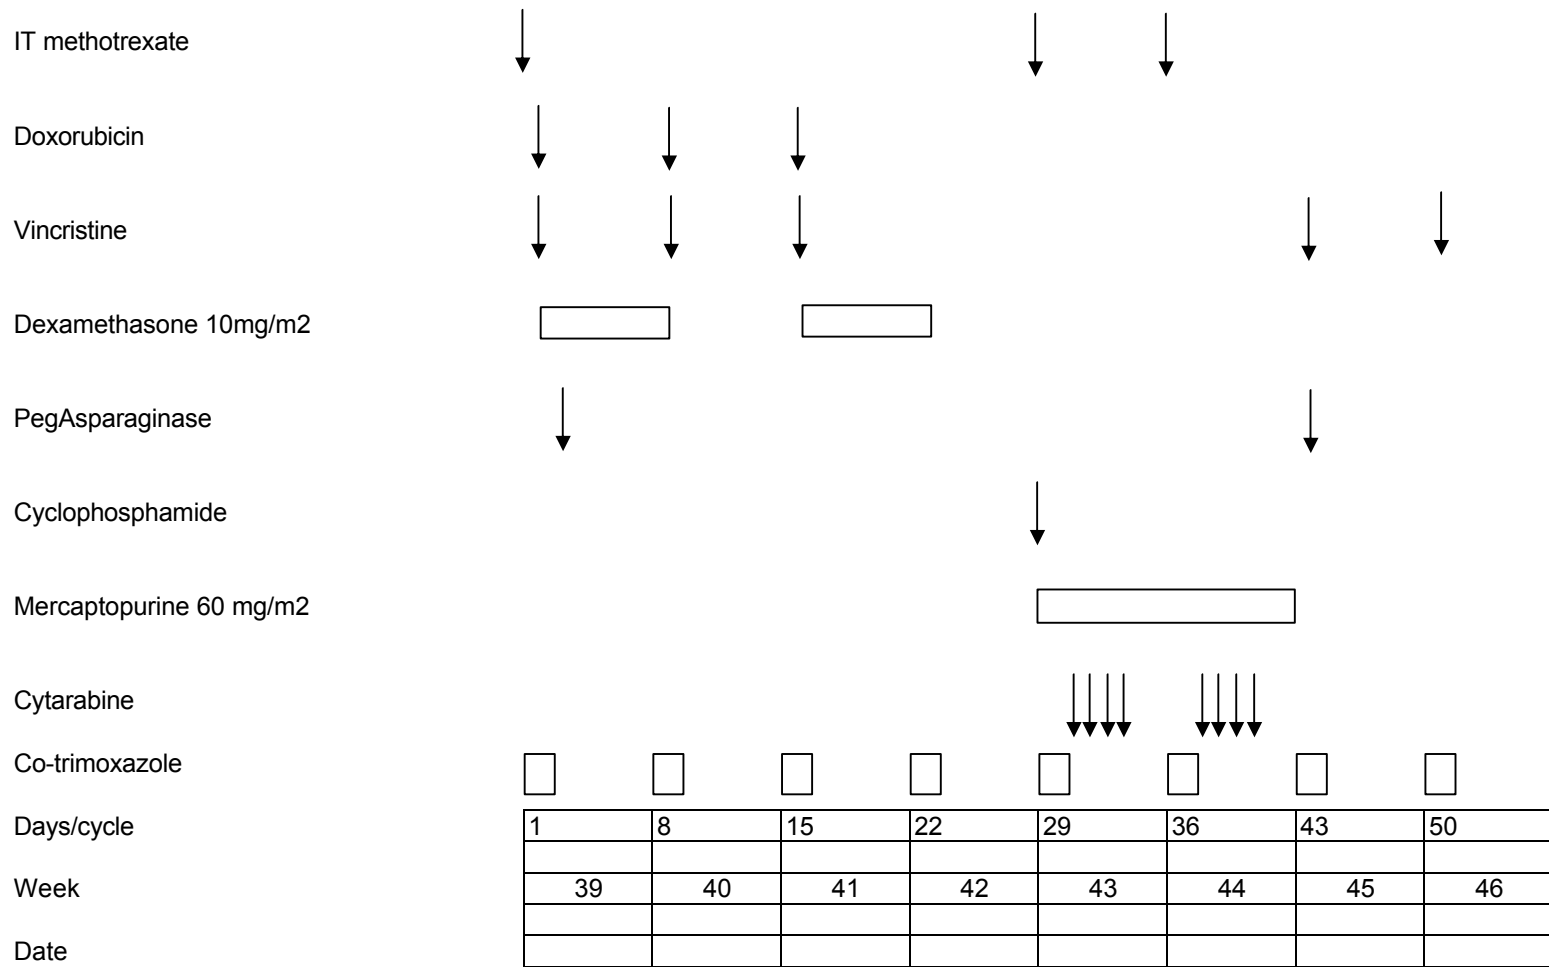 IT methotrexate
Doxorubicin
Vincristine
Dexamethasone 10mg/m2
PegAsparaginase
Cyclophosphamide
Mercaptopurine 60 mg/m2
Cytarabine
Co-trimoxazole
Days/cycle 1 8 15 22 29 36 43 50
Week 39 40 41 42 43 44 45 46
Date